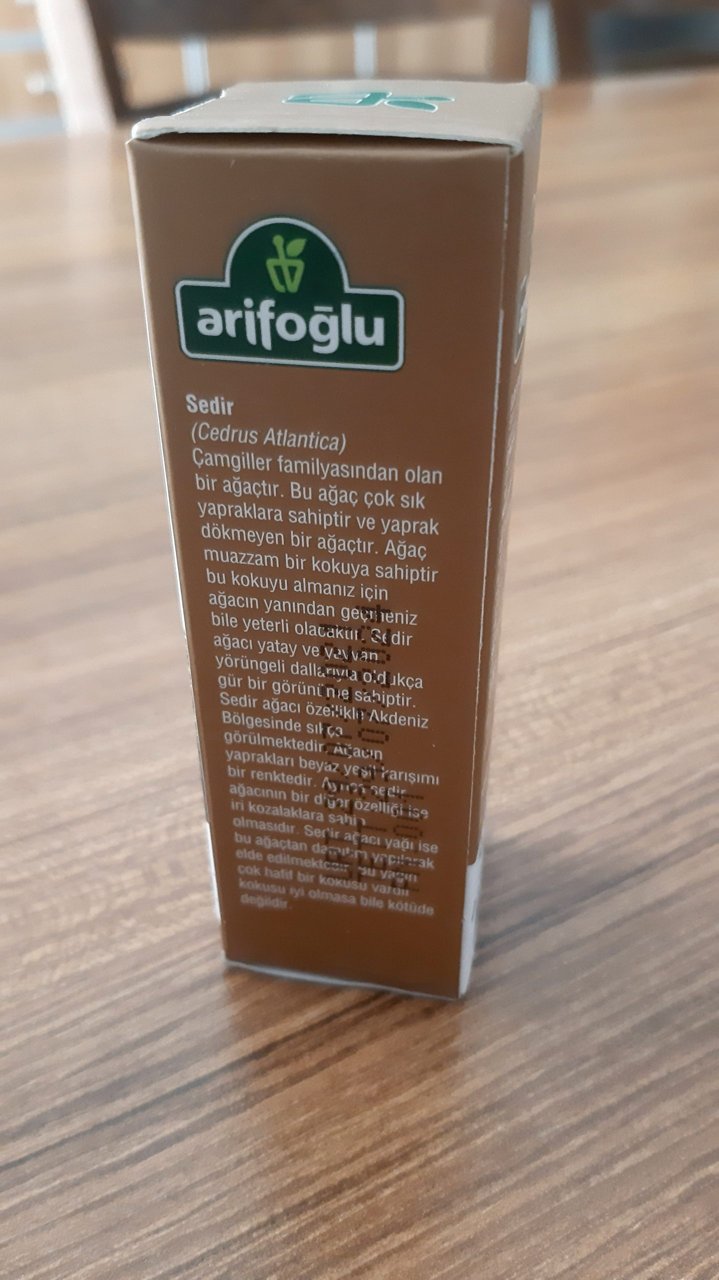 arifoğlu
Sedir
(Cedrus Atlantica)
Çamgiller familyasından olan
bir ağaçtır. Bu ağaç çok sık
yapraklara sahiptir ve yaprak
dökmeyen bir ağaçtır. Ağaç
muazzam bir kokuya sahiptir
bu kokuyu almanız için
ağacın yanından geçmeniz
bile yeterli olacaktır. Sedir
ağacı yatay ve yayvan
yörüngeli dallarıyla oldukça
gür bir görünüme sahiptir.
Sedir ağacı özellikle Akdeniz
Bölgesinde sıkça
görülmektedir. Ağacın
yaprakları beyaz yeşil karışımı
bir renktedir. Ayrıca sedir
ağacının bir diğer özelliği ise
iri kozalaklara sahip
olmasıdır. Sedir ağacı yağı ise
bu ağaçtan damıtım yapılarak
elde edilmektedir. Bu yağın
çok hafif bir kokusu vardır
kokusu iyi olmasa bile kötüde
değildir.